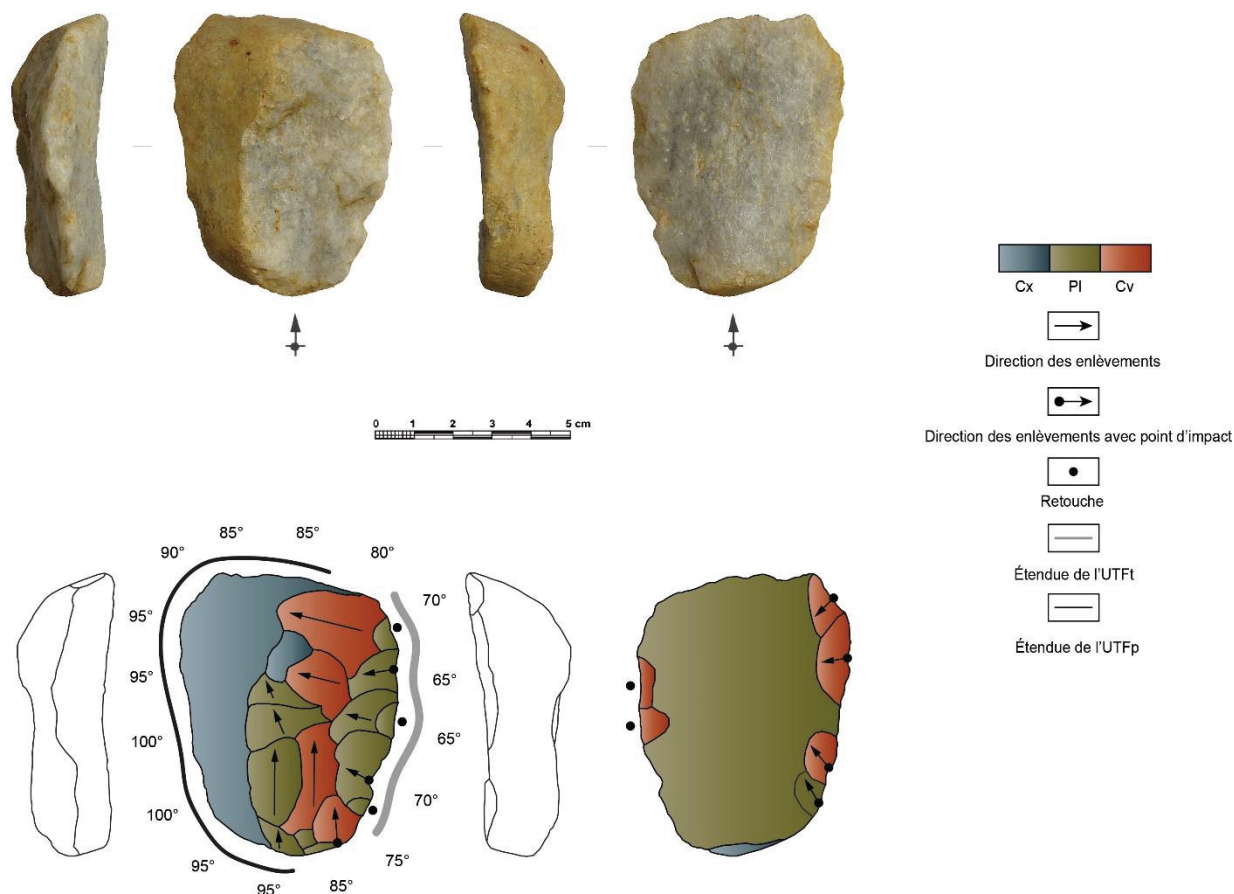 Cx Pl Cv
Direction des enlèvements
Direction des enlèvements avec point d'impact
Retouche
Étendue de l'UTFt
Étendue de l'UTFp
0 1 2 3 4 5 cm
85° 85°
90° 80°
95° 70°
95° 65°
100° 65°
100° 70°
95° 75°
95° 85°